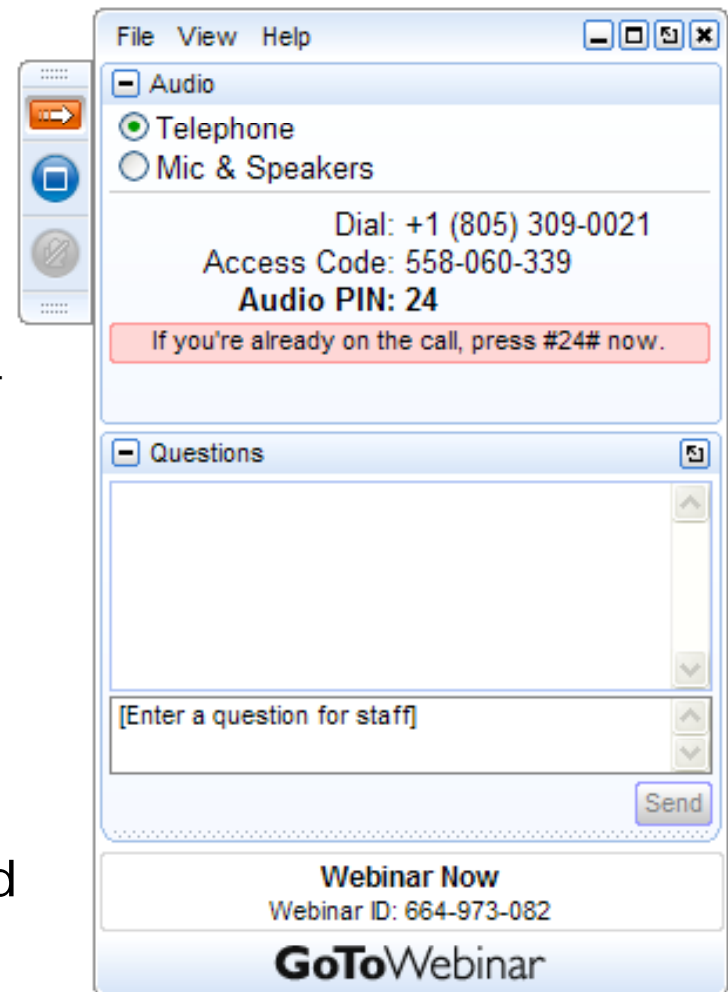 File View Help
Audio
Telephone
Mic & Speakers
Dial: +1 (805) 309-0021
Access Code: 558-060-339
Audio PIN: 24
If you're already on the call, press #24# now.
Questions
[Enter a question for staff]
Send
d
Webinar Now
Webinar ID: 664-973-082
GoToWebinar